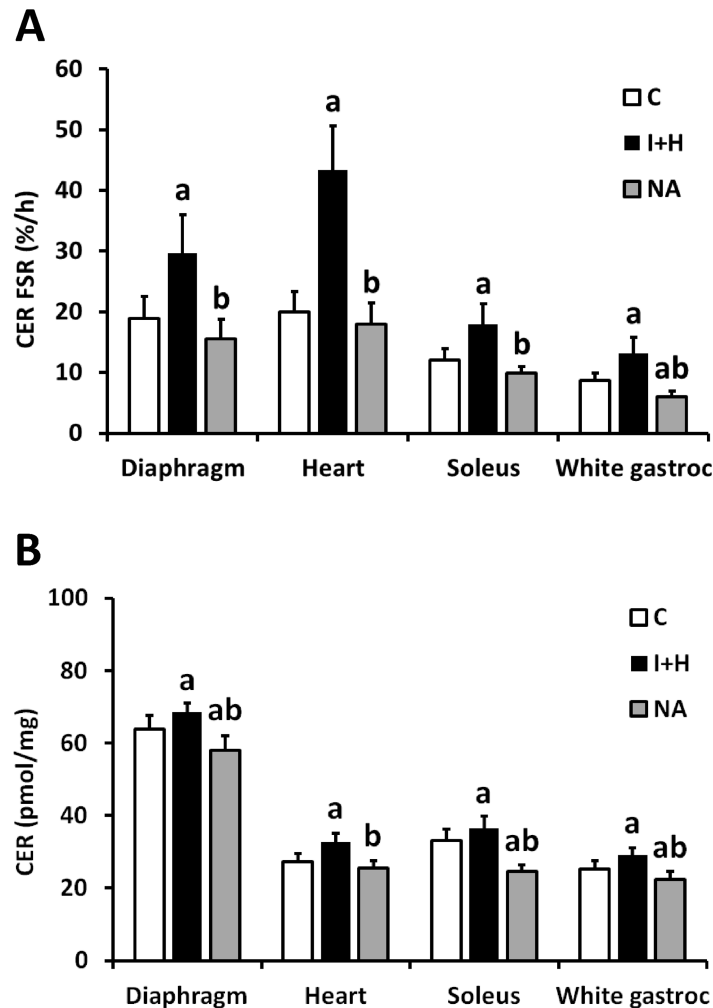 A
CER FSR (%/h)
60
50
40
30
20
10
0
C
I+H
NA
a
b
a
b
a
b
a
ab
Diaphragm Heart Soleus White gastroc
B
CER (pmol/mg)
100
80
60
40
20
0
C
I+H
NA
a
ab
a
b
a
ab
a
ab
Diaphragm Heart Soleus White gastroc